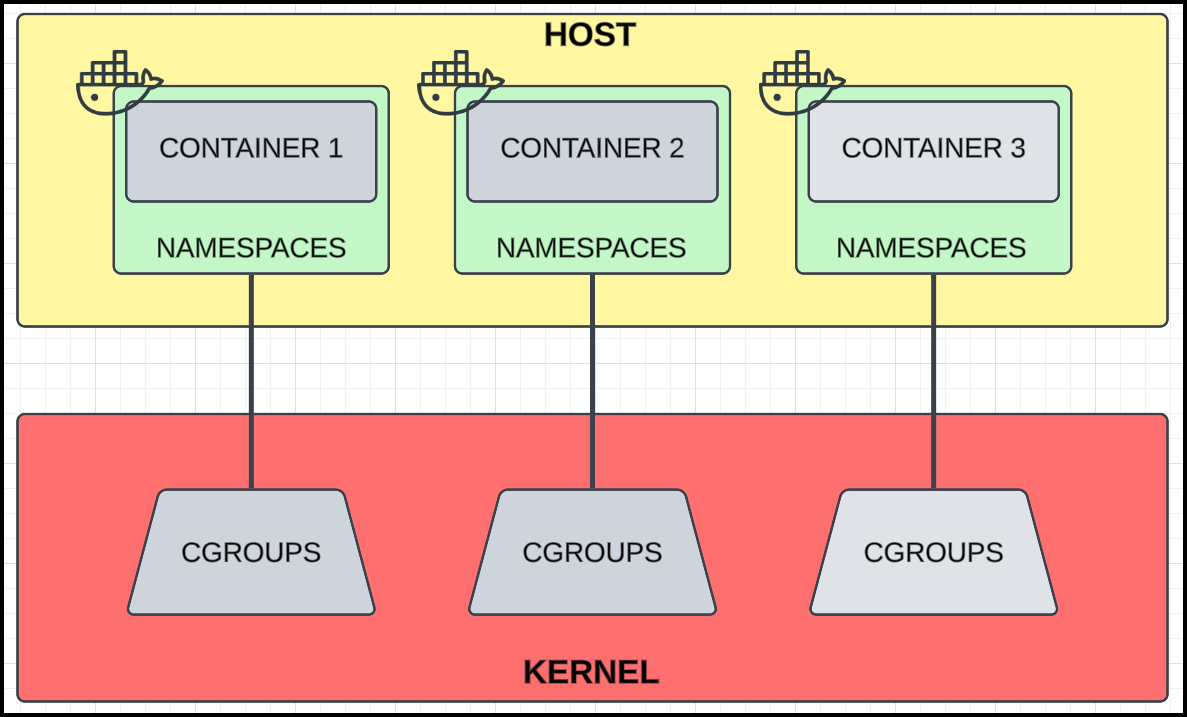 HOST
CONTAINER 1
CONTAINER 2
CONTAINER 3
NAMESPACES
NAMESPACES
NAMESPACES
CGROUPS
CGROUPS
CGROUPS
KERNEL